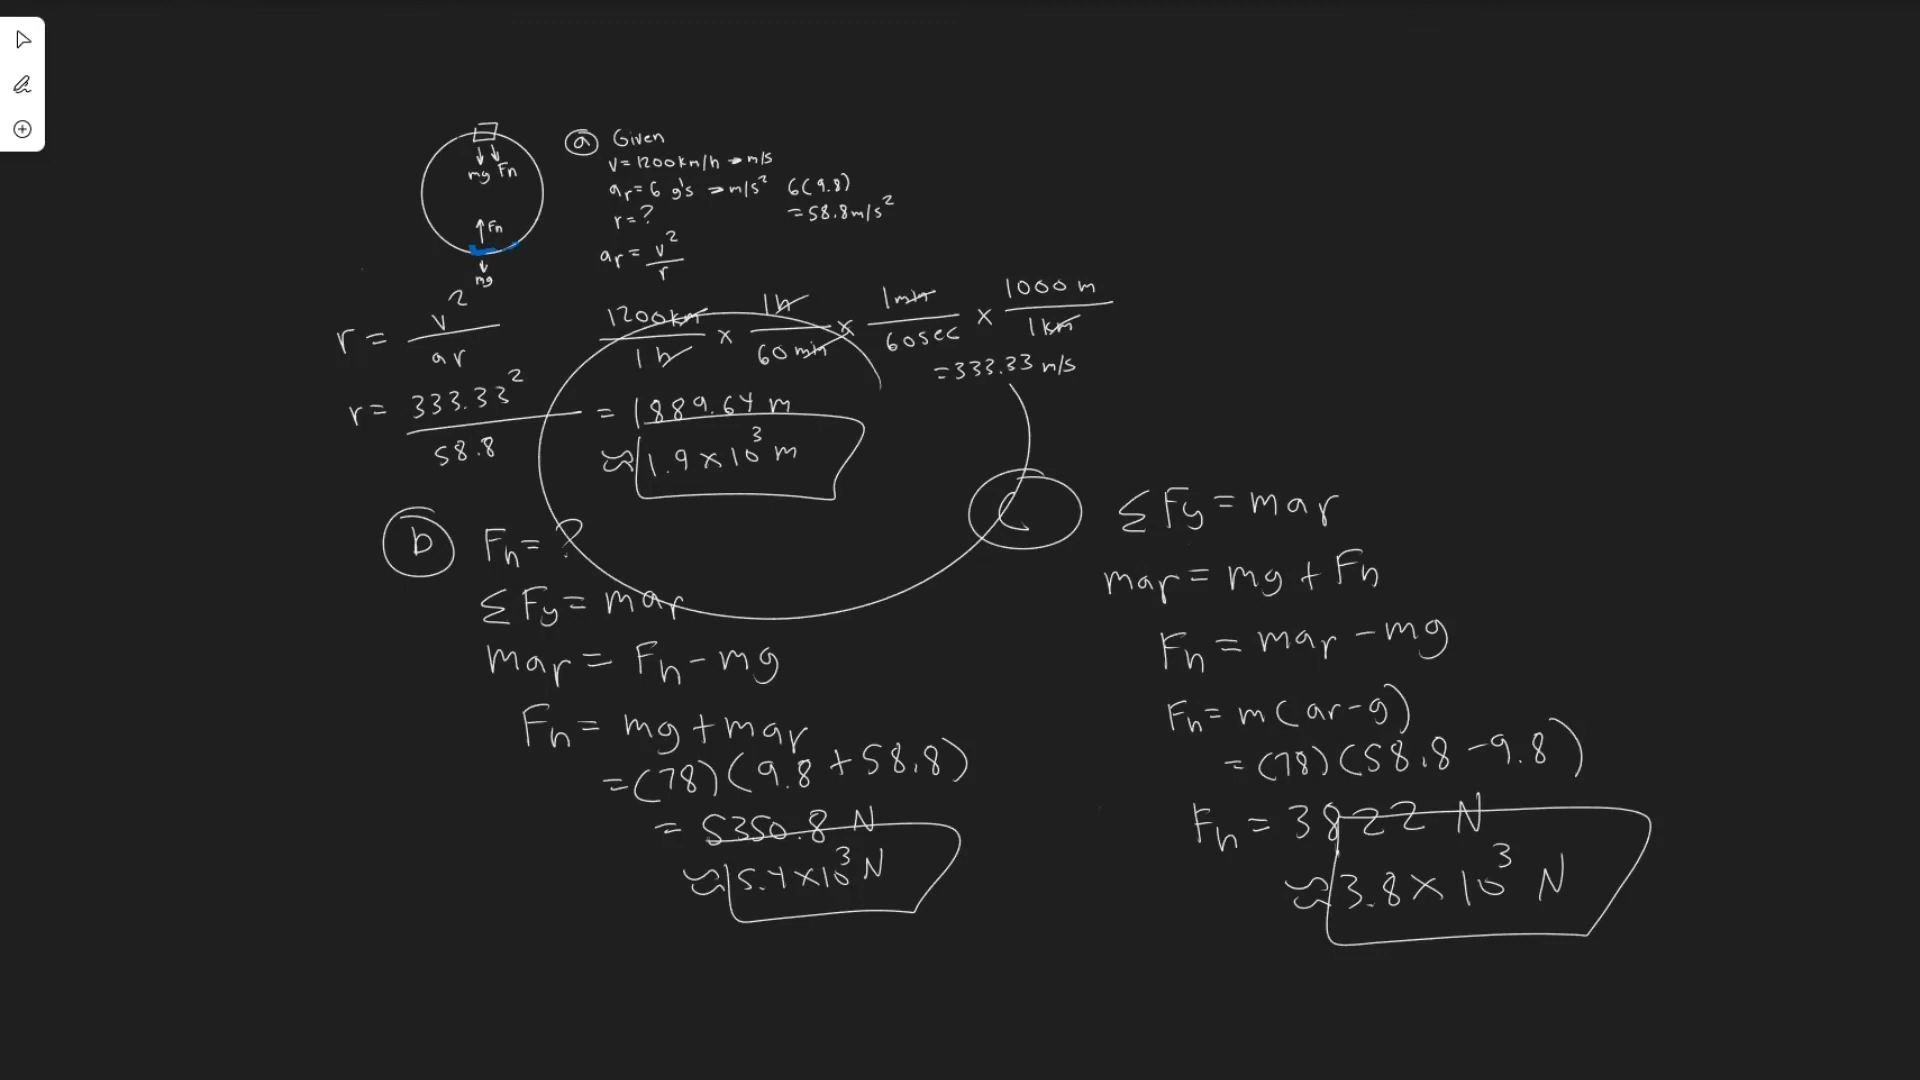 mg Fn
Fn
mg
ⓐ Given
v = 1200 km/h → m/s
ar = 6 g's → m/s² 6(9.8)
= 58.8 m/s²
r = ?
ar = v²/r
r = v²/ar
1200km/1h × 1h/60min × 1min/60sec × 1000m/1km
= 333.33 m/s
r = 333.33²/58.8 = 1889.64 m
≈ 1.9 × 10³ m
ⓑ Fn = ?
ΣFy = mar
mar = Fn - mg
Fn = mg + mar
= (78)(9.8 + 58.8)
= 5350.8 N
≈ 5.4 × 10³ N
ⓒ ΣFy = mar
mar = mg + Fn
Fn = mar - mg
Fn = m(ar - g)
= (78)(58.8 - 9.8)
Fn = 3822 N
≈ 3.8 × 10³ N